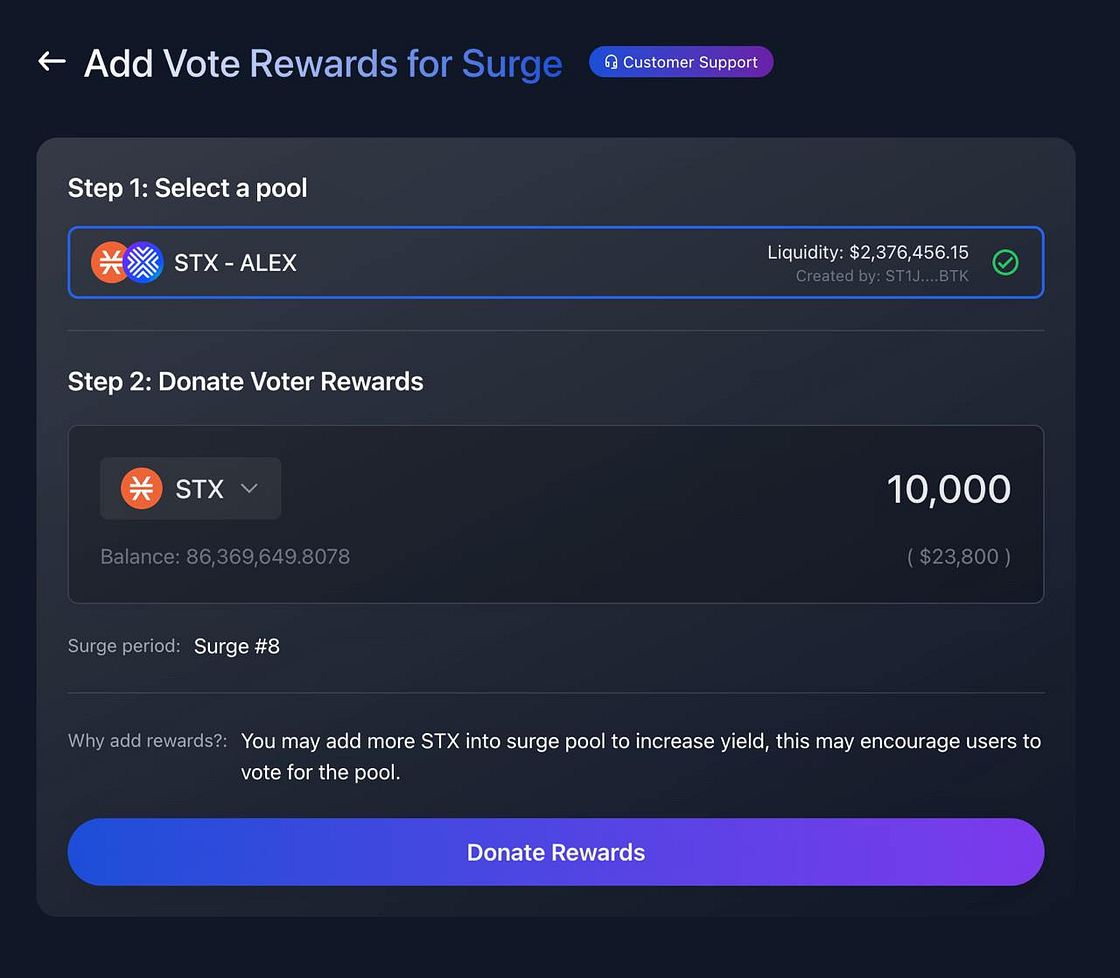 Add Vote Rewards for Surge
Customer Support
Step 1: Select a pool
STX - ALEX
Liquidity: $2,376,456.15
Created by: ST1J....BTK
Step 2: Donate Voter Rewards
STX
10,000
Balance: 86,369,649.8078
( $23,800 )
Surge period: Surge #8
Why add rewards?: You may add more STX into surge pool to increase yield, this may encourage users to
vote for the pool.
Donate Rewards